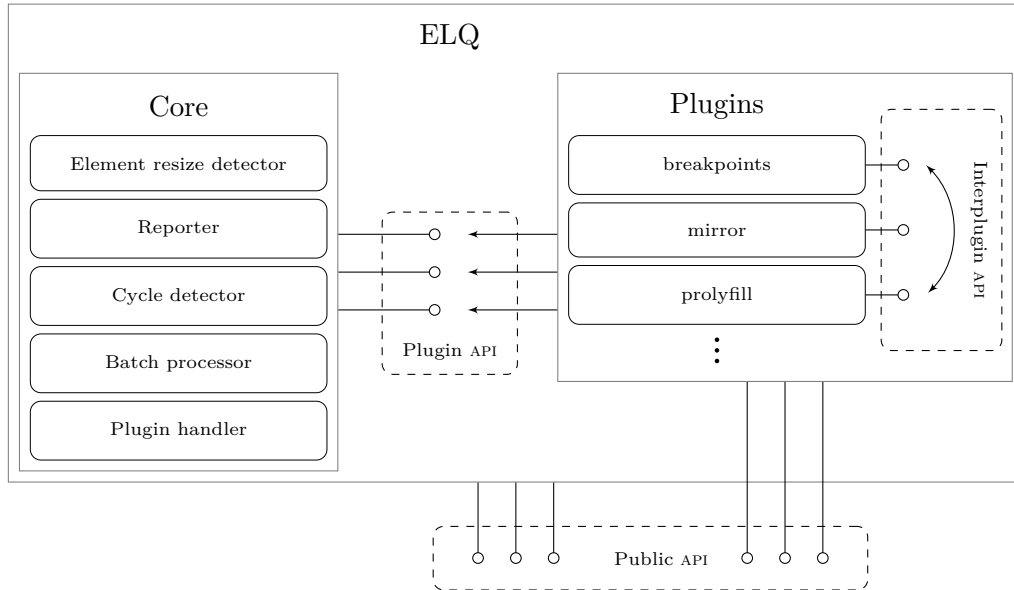 ELQ
Core
Element resize detector
Reporter
Cycle detector
Batch processor
Plugin handler
Plugin API
Plugins
breakpoints
mirror
prolyfill
Interplugin API
Public API